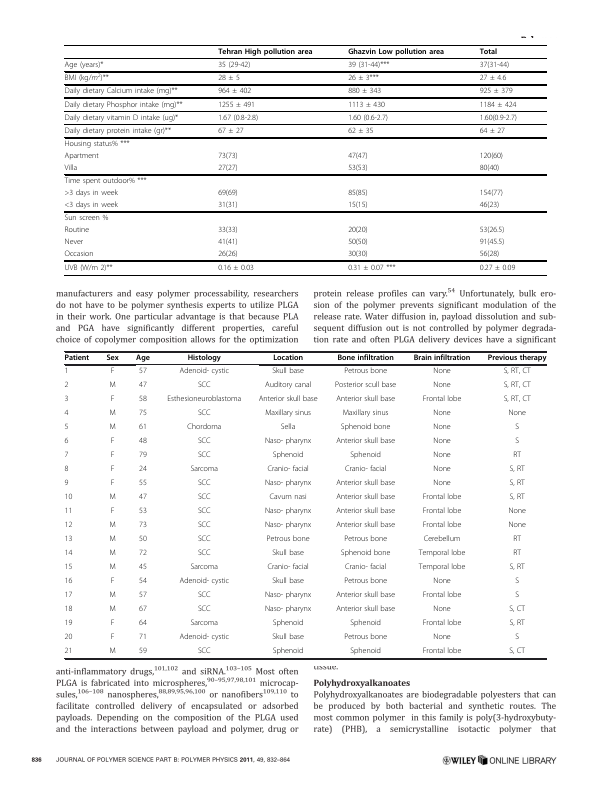 Tehran High pollution area Ghazvin Low pollution area Total
Age (years)* 35 (29-42) 39 (31-44)*** 37(31-44)
BMI (kg/m²)** 28 ± 5 26 ± 3*** 27 ± 4.6
Daily dietary Calcium intake (mg)** 964 ± 402 880 ± 343 925 ± 379
Daily dietary Phosphor intake (mg)** 1255 ± 491 1113 ± 430 1184 ± 424
Daily dietary vitamin D intake (ug)* 1.67 (0.8-2.8) 1.60 (0.6-2.7) 1.60(0.9-2.7)
Daily dietary protein intake (gr)** 67 ± 27 62 ± 35 64 ± 27
Housing status% ***
Apartment 73(73) 47(47) 120(60)
Villa 27(27) 53(53) 80(40)
Time spent outdoor% ***
>3 days in week 69(69) 85(85) 154(77)
<3 days in week 31(31) 15(15) 46(23)
Sun screen %
Routine 33(33) 20(20) 53(26.5)
Never 41(41) 50(50) 91(45.5)
Occasion 26(26) 30(30) 56(28)
UVB (W/m 2)** 0.16 ± 0.03 0.31 ± 0.07 *** 0.27 ± 0.09
manufacturers and easy polymer processability, researchers
do not have to be polymer synthesis experts to utilize PLGA
in their work. One particular advantage is that because PLA
and PGA have significantly different properties, careful
choice of copolymer composition allows for the optimization
protein release profiles can vary.54 Unfortunately, bulk ero-
sion of the polymer prevents significant modulation of the
release rate. Water diffusion in, payload dissolution and sub-
sequent diffusion out is not controlled by polymer degrada-
tion rate and often PLGA delivery devices have a significant
Patient Sex Age Histology Location Bone infiltration Brain infiltration Previous therapy
1 F 57 Adenoid- cystic Skull base Petrous bone None S, RT, CT
2 M 47 SCC Auditory canal Posterior scull base None S, RT, CT
3 F 58 Esthesioneuroblastoma Anterior skull base Anterior skull base Frontal lobe S, RT, CT
4 M 75 SCC Maxillary sinus Maxillary sinus None None
5 M 61 Chordoma Sella Sphenoid bone None S
6 F 48 SCC Naso- pharynx Anterior skull base None S
7 F 79 SCC Sphenoid Sphenoid None RT
8 F 24 Sarcoma Cranio- facial Cranio- facial None S, RT
9 F 55 SCC Naso- pharynx Anterior skull base None S, RT
10 M 47 SCC Cavum nasi Anterior skull base Frontal lobe S, RT
11 F 53 SCC Naso- pharynx Anterior skull base Frontal lobe None
12 M 73 SCC Naso- pharynx Anterior skull base Frontal lobe None
13 M 50 SCC Petrous bone Petrous bone Cerebellum RT
14 M 72 SCC Skull base Sphenoid bone Temporal lobe RT
15 M 45 Sarcoma Cranio- facial Cranio- facial Temporal lobe S, RT
16 F 54 Adenoid- cystic Skull base Petrous bone None S
17 M 57 SCC Naso- pharynx Anterior skull base Frontal lobe S
18 M 67 SCC Naso- pharynx Anterior skull base None S, CT
19 F 64 Sarcoma Sphenoid Sphenoid Frontal lobe S, RT
20 F 71 Adenoid- cystic Skull base Petrous bone None S
21 M 59 SCC Sphenoid Sphenoid Frontal lobe S, CT
anti-inflammatory drugs,101,102 and siRNA.103–105 Most often
PLGA is fabricated into microspheres,90–95,97,98,101 microcap-
sules,106–108 nanospheres,88,89,95,96,100 or nanofibers109,110 to
facilitate controlled delivery of encapsulated or adsorbed
payloads. Depending on the composition of the PLGA used
and the interactions between payload and polymer, drug or
tissue.
Polyhydroxyalkanoates
Polyhydroxyalkanoates are biodegradable polyesters that can
be produced by both bacterial and synthetic routes. The
most common polymer in this family is poly(3-hydroxybuty-
rate) (PHB), a semicrystalline isotactic polymer that
836 JOURNAL OF POLYMER SCIENCE PART B: POLYMER PHYSICS 2011, 49, 832–864
WILEY ONLINE LIBRARY